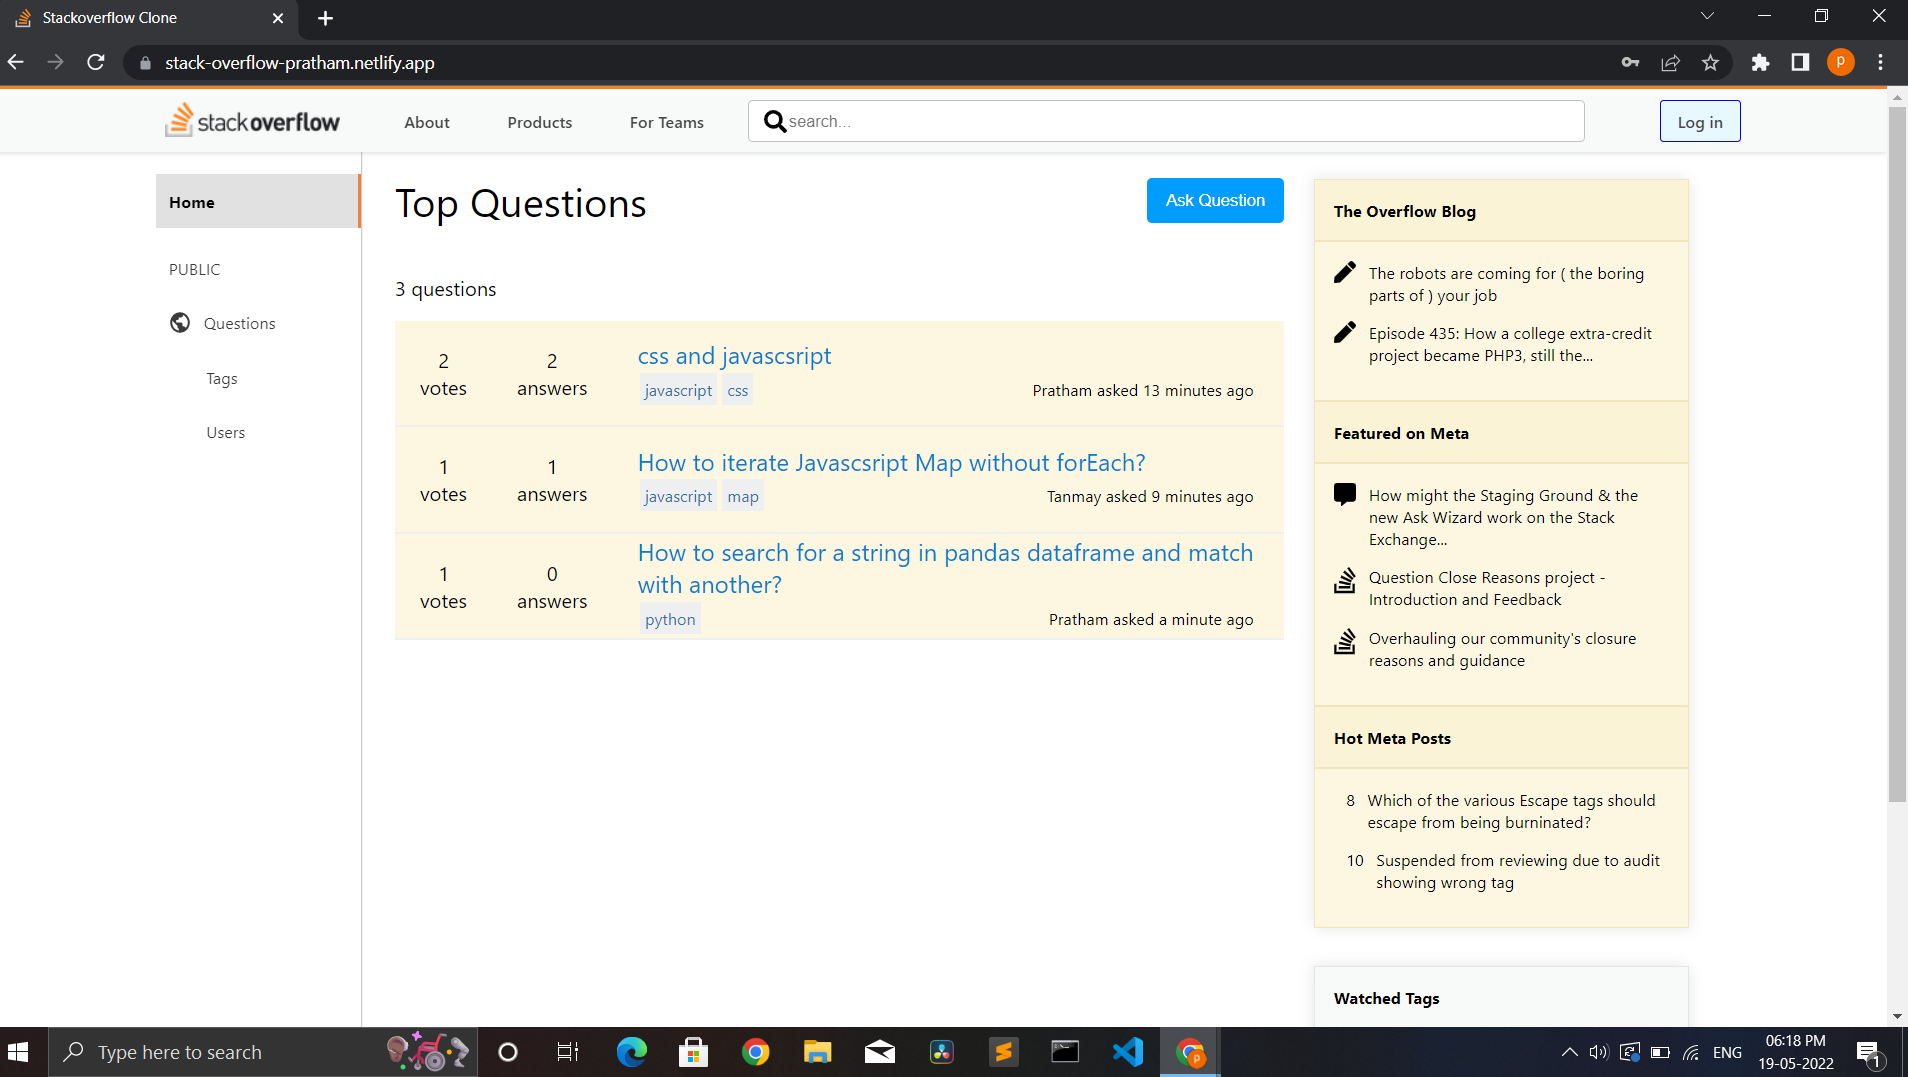 Stackoverflow Clone
stack-overflow-pratham.netlify.app
P
stackoverflow
About
Products
For Teams
search...
Log in
Home
PUBLIC
Questions
Tags
Users
Top Questions
Ask Question
3 questions
2
votes
2
answers
css and javascsript
javascript css
Pratham asked 13 minutes ago
1
votes
1
answers
How to iterate Javascsript Map without forEach?
javascript map
Tanmay asked 9 minutes ago
1
votes
0
answers
How to search for a string in pandas dataframe and match
with another?
python
Pratham asked a minute ago
The Overflow Blog
The robots are coming for ( the boring
parts of ) your job
Episode 435: How a college extra-credit
project became PHP3, still the...
Featured on Meta
How might the Staging Ground & the
new Ask Wizard work on the Stack
Exchange...
Question Close Reasons project -
Introduction and Feedback
Overhauling our community's closure
reasons and guidance
Hot Meta Posts
8 Which of the various Escape tags should
escape from being burninated?
10 Suspended from reviewing due to audit
showing wrong tag
Watched Tags
Type here to search
P
ENG
06:18 PM
19-05-2022
1